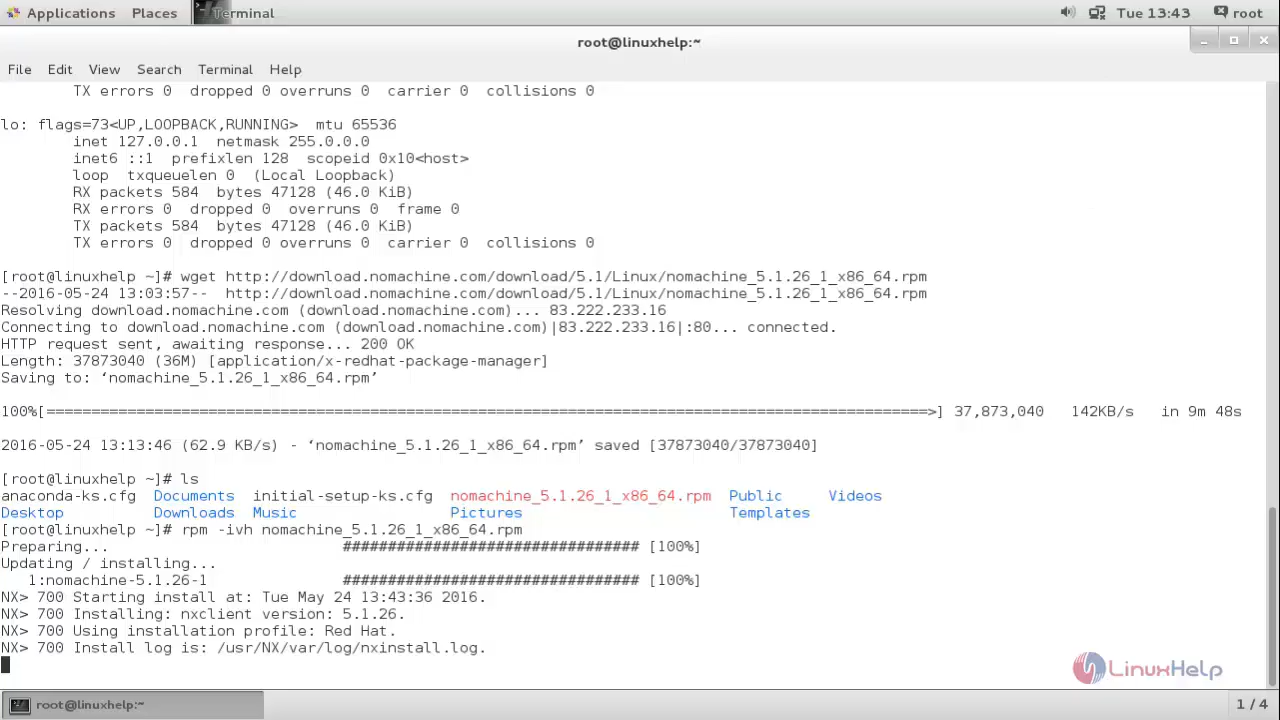 Applications Places Terminal Tue 13:43 root
root@linuxhelp:~
File Edit View Search Terminal Help
TX errors 0 dropped 0 overruns 0 carrier 0 collisions 0
lo: flags=73<UP,LOOPBACK,RUNNING> mtu 65536
inet 127.0.0.1 netmask 255.0.0.0
inet6 ::1 prefixlen 128 scopeid 0x10<host>
loop txqueuelen 0 (Local Loopback)
RX packets 584 bytes 47128 (46.0 KiB)
RX errors 0 dropped 0 overruns 0 frame 0
TX packets 584 bytes 47128 (46.0 KiB)
TX errors 0 dropped 0 overruns 0 carrier 0 collisions 0
[root@linuxhelp ~]# wget http://download.nomachine.com/download/5.1/Linux/nomachine_5.1.26_1_x86_64.rpm
--2016-05-24 13:03:57-- http://download.nomachine.com/download/5.1/Linux/nomachine_5.1.26_1_x86_64.rpm
Resolving download.nomachine.com (download.nomachine.com)... 83.222.233.16
Connecting to download.nomachine.com (download.nomachine.com)|83.222.233.16|:80... connected.
HTTP request sent, awaiting response... 200 OK
Length: 37873040 (36M) [application/x-redhat-package-manager]
Saving to: ‘nomachine_5.1.26_1_x86_64.rpm’
100%[==================================================================================================>] 37,873,040 142KB/s in 9m 48s
2016-05-24 13:13:46 (62.9 KB/s) - ‘nomachine_5.1.26_1_x86_64.rpm’ saved [37873040/37873040]
[root@linuxhelp ~]# ls
anaconda-ks.cfg Documents initial-setup-ks.cfg nomachine_5.1.26_1_x86_64.rpm Public Videos
Desktop Downloads Music Pictures Templates
[root@linuxhelp ~]# rpm -ivh nomachine_5.1.26_1_x86_64.rpm
Preparing... ################################# [100%]
Updating / installing...
1:nomachine-5.1.26-1 ################################# [100%]
NX> 700 Starting install at: Tue May 24 13:43:36 2016.
NX> 700 Installing: nxclient version: 5.1.26.
NX> 700 Using installation profile: Red Hat.
NX> 700 Install log is: /usr/NX/var/log/nxinstall.log.
LinuxHelp
root@linuxhelp:~ 1 / 4